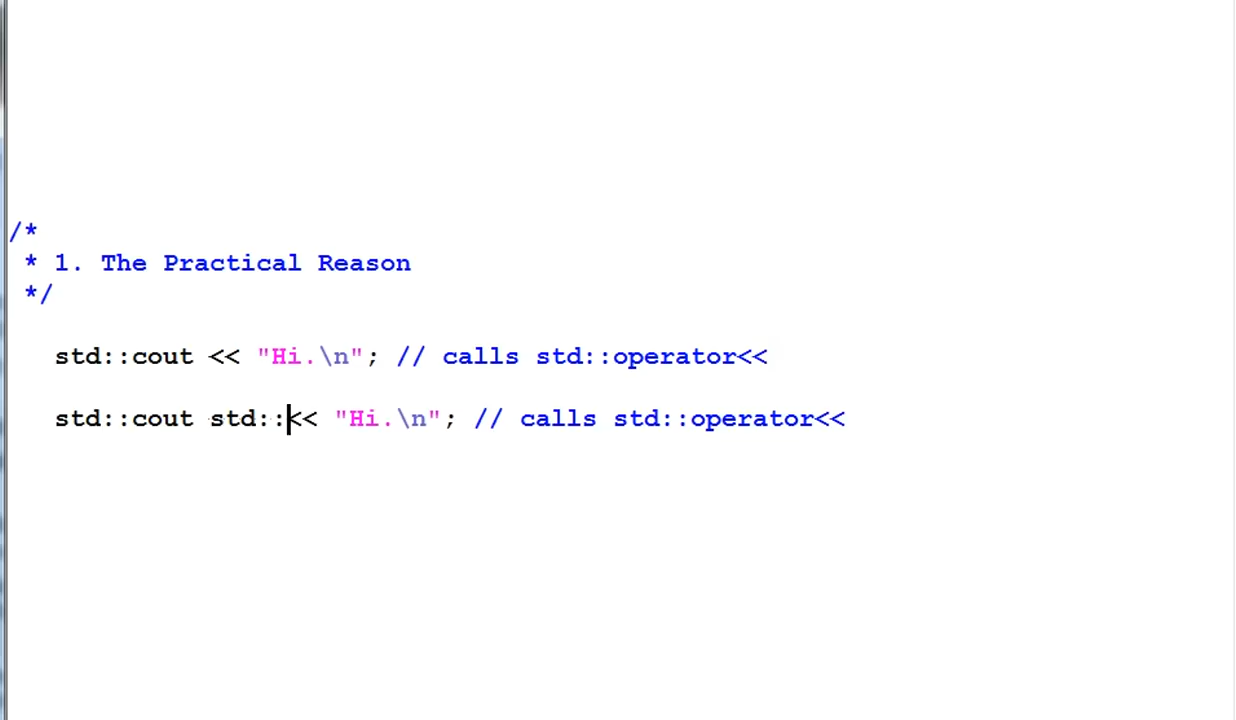 /*
 * 1. The Practical Reason
 */
std::cout << "Hi.\n"; // calls std::operator<<
std::cout std::<< "Hi.\n"; // calls std::operator<<